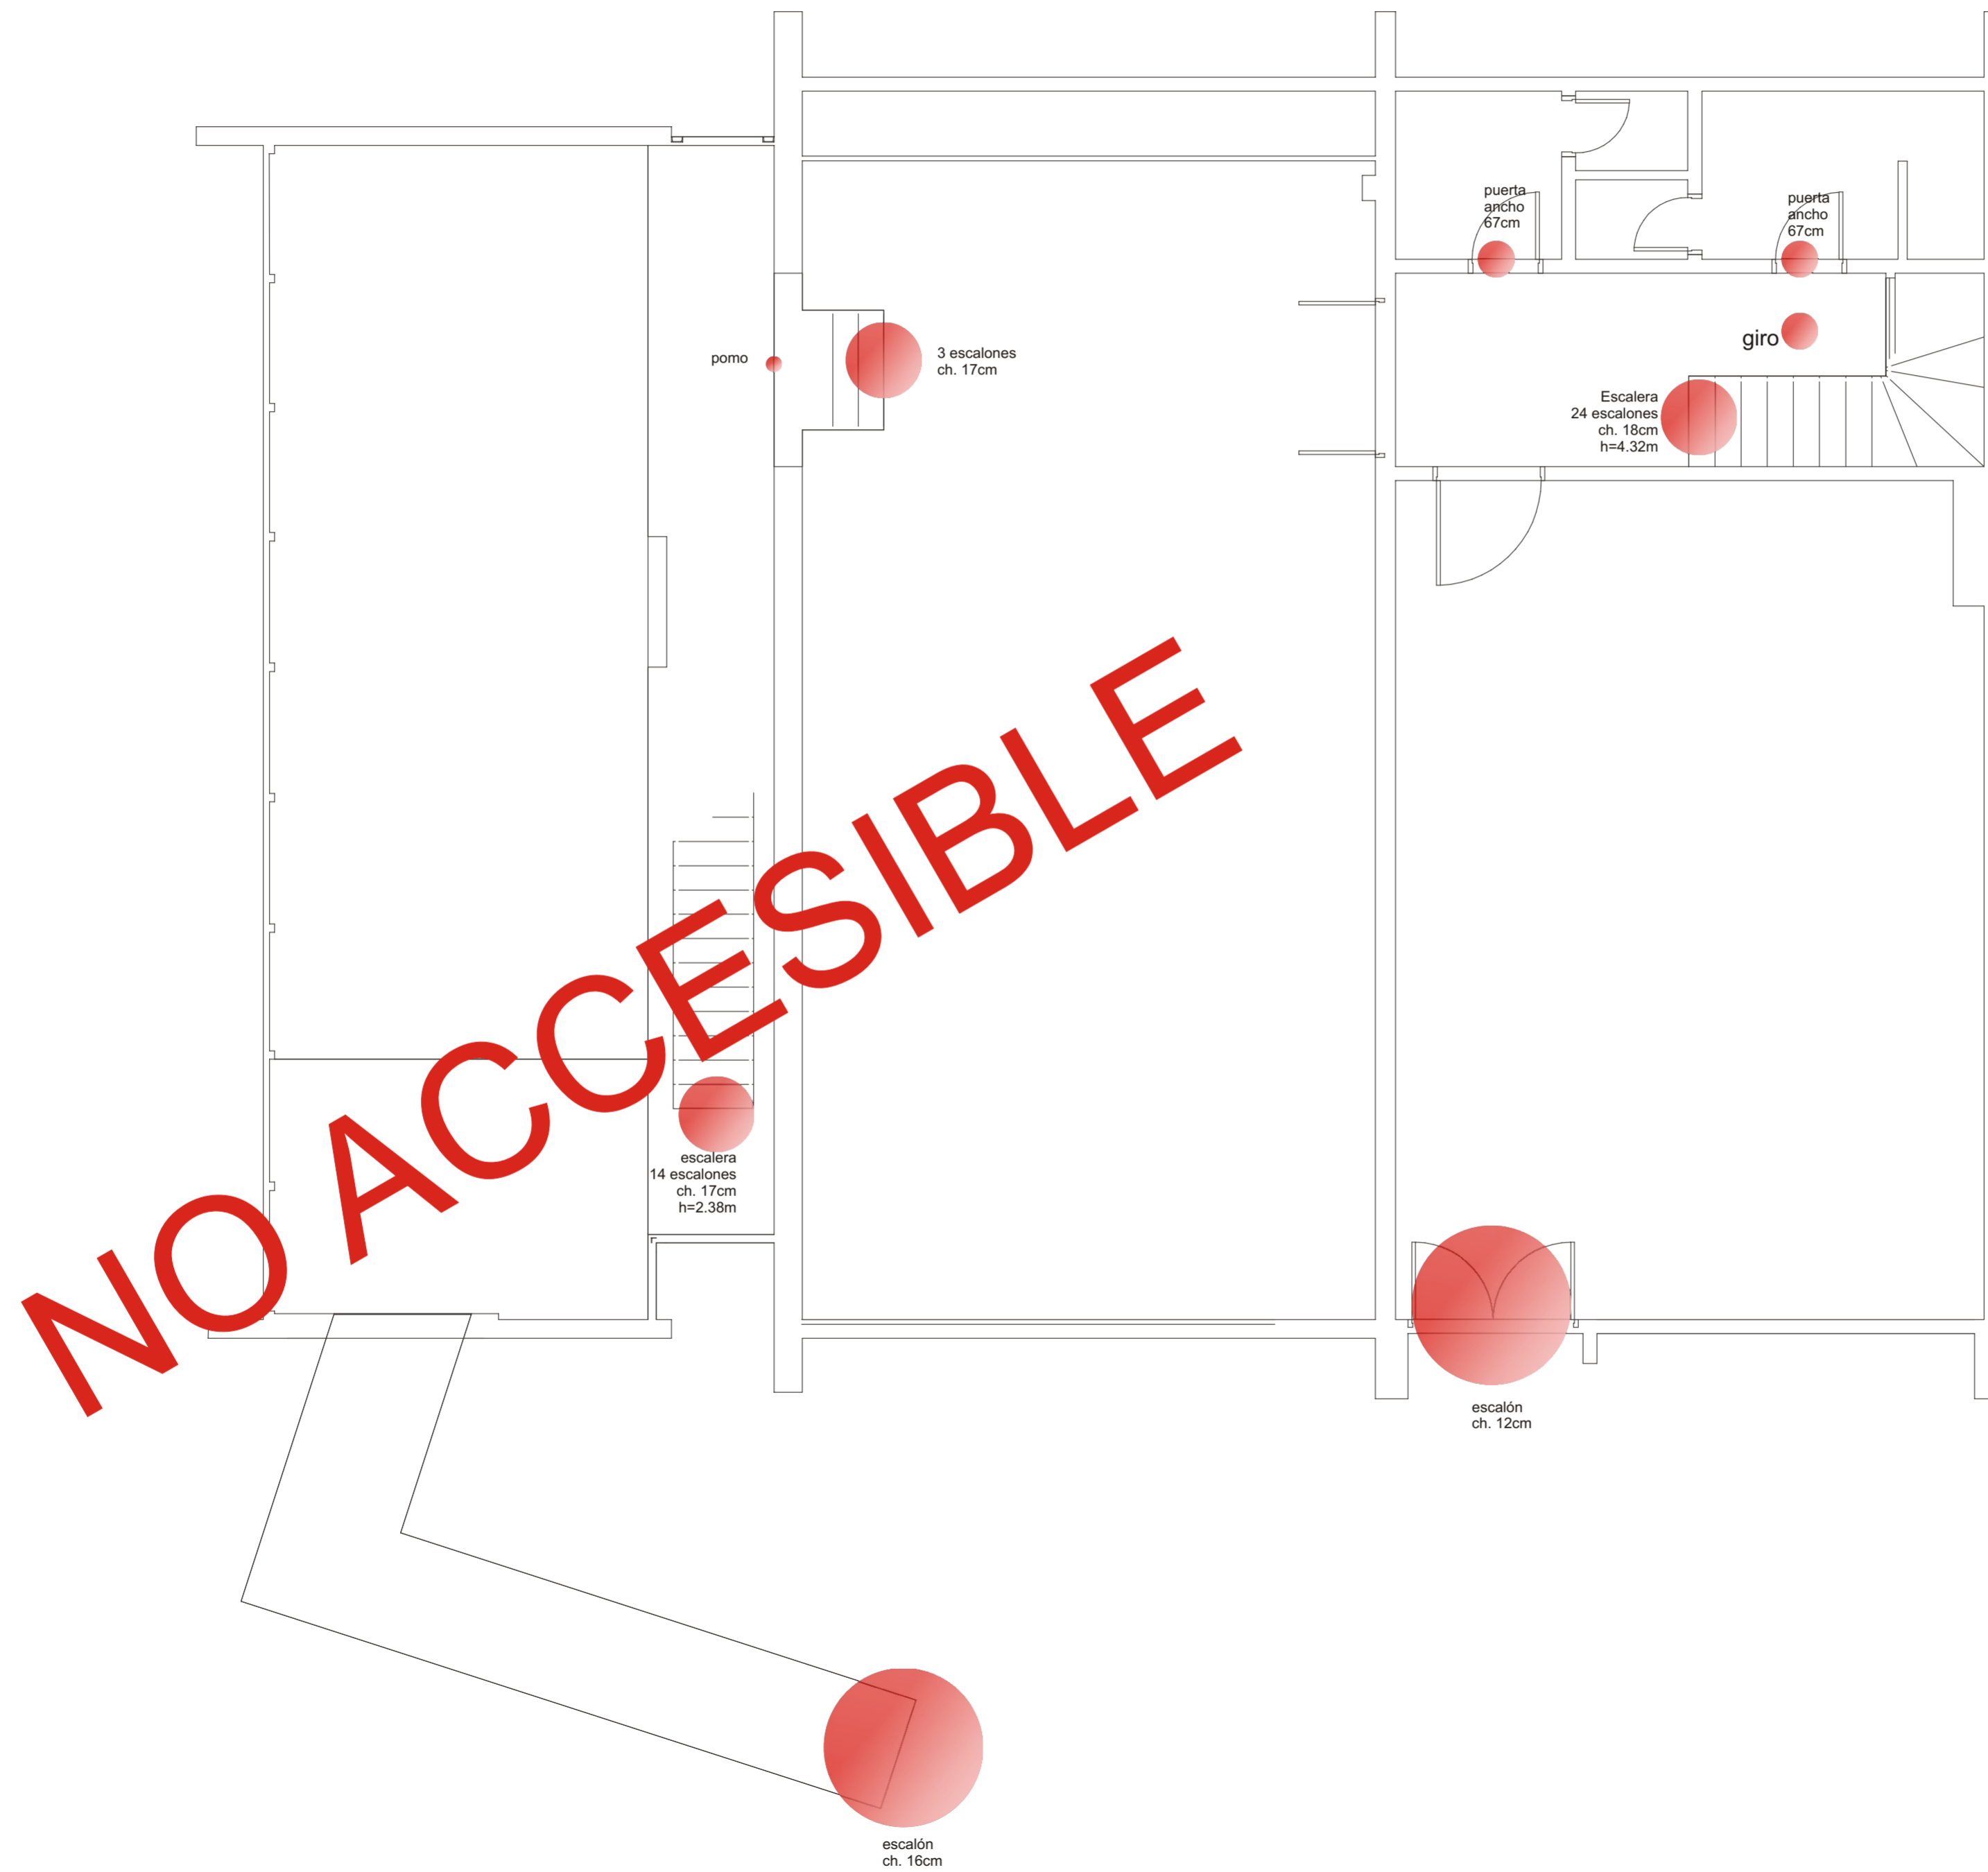 puerta
ancho
67cm
puerta
ancho
67cm
giro
pomo
3 escalones
ch. 17cm
Escalera
24 escalones
ch. 18cm
h=4.32m
NO ACCESIBLE
escalera
14 escalones
ch. 17cm
h=2.38m
escalón
ch. 12cm
escalón
ch. 16cm